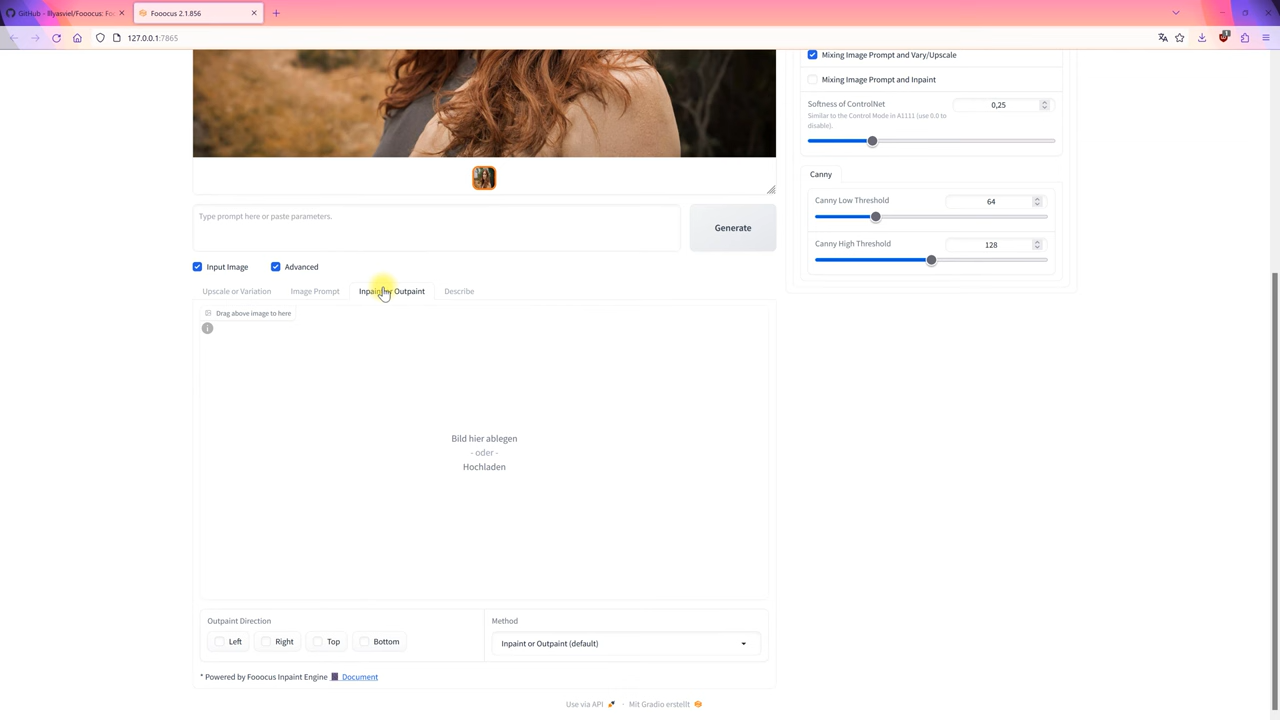 GitHub - lllyasviel/Fooocus: Fo
Fooocus 2.1.856
127.0.0.1:7865
Mixing Image Prompt and Vary/Upscale
Mixing Image Prompt and Inpaint
Softness of ControlNet
0,25
Similar to the Control Mode in A1111 (use 0.0 to
disable).
Canny
Canny Low Threshold
64
Canny High Threshold
128
Type prompt here or paste parameters.
Generate
Input Image
Advanced
Upscale or Variation
Image Prompt
Inpaint or Outpaint
Describe
Drag above image to here
Bild hier ablegen
- oder -
Hochladen
Outpaint Direction
Left
Right
Top
Bottom
Method
Inpaint or Outpaint (default)
* Powered by Fooocus Inpaint Engine Document
Use via API · Mit Gradio erstellt